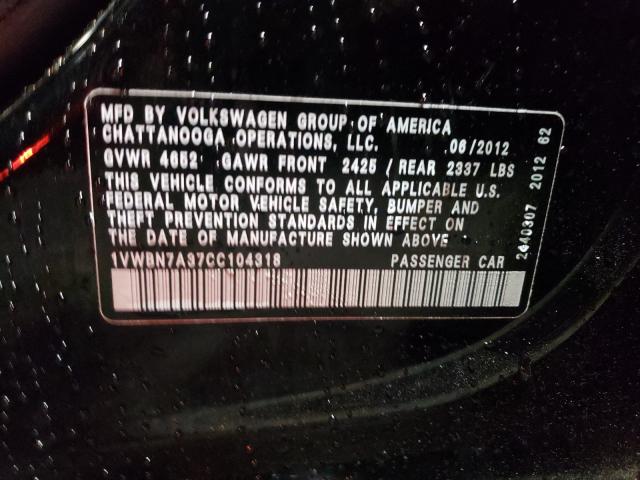 MFD BY VOLKSWAGEN GROUP OF AMERICA
CHATTANOOGA OPERATIONS, LLC. 06/2012
GVWR 4652 GAWR FRONT 2425 / REAR 2337 LBS
THIS VEHICLE CONFORMS TO ALL APPLICABLE U.S.
FEDERAL MOTOR VEHICLE SAFETY, BUMPER AND
THEFT PREVENTION STANDARDS IN EFFECT ON
THE DATE OF MANUFACTURE SHOWN ABOVE
1VWBN7A37CC104318 PASSENGER CAR
2440307 2012 62